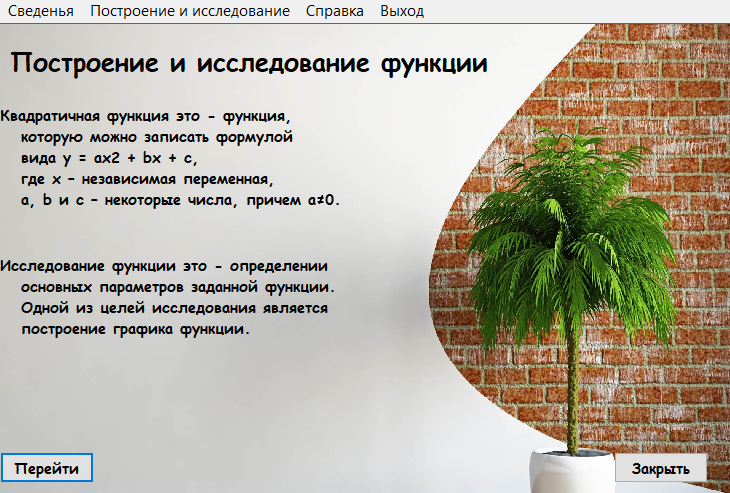 Сведенья Построение и исследование Справка Выход
Построение и исследование функции
Квадратичная функция это - функция,
которую можно записать формулой
вида y = ax2 + bx + c,
где x – независимая переменная,
a, b и c – некоторые числа, причем a≠0.
Исследование функции это - определении
основных параметров заданной функции.
Одной из целей исследования является
построение графика функции.
Перейти
Закрыть